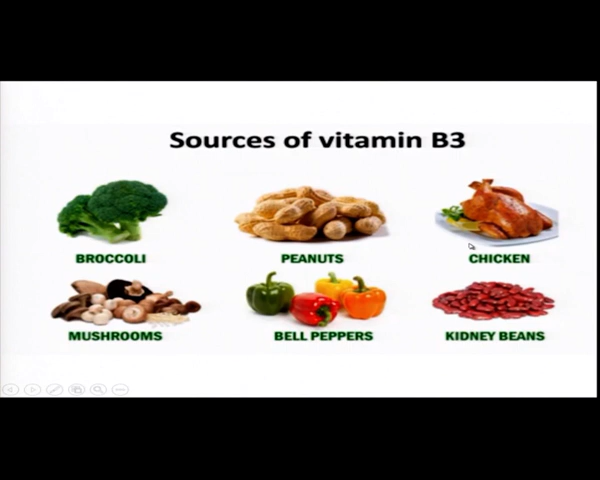 Sources of vitamin B3
BROCCOLI PEANUTS CHICKEN
MUSHROOMS BELL PEPPERS KIDNEY BEANS